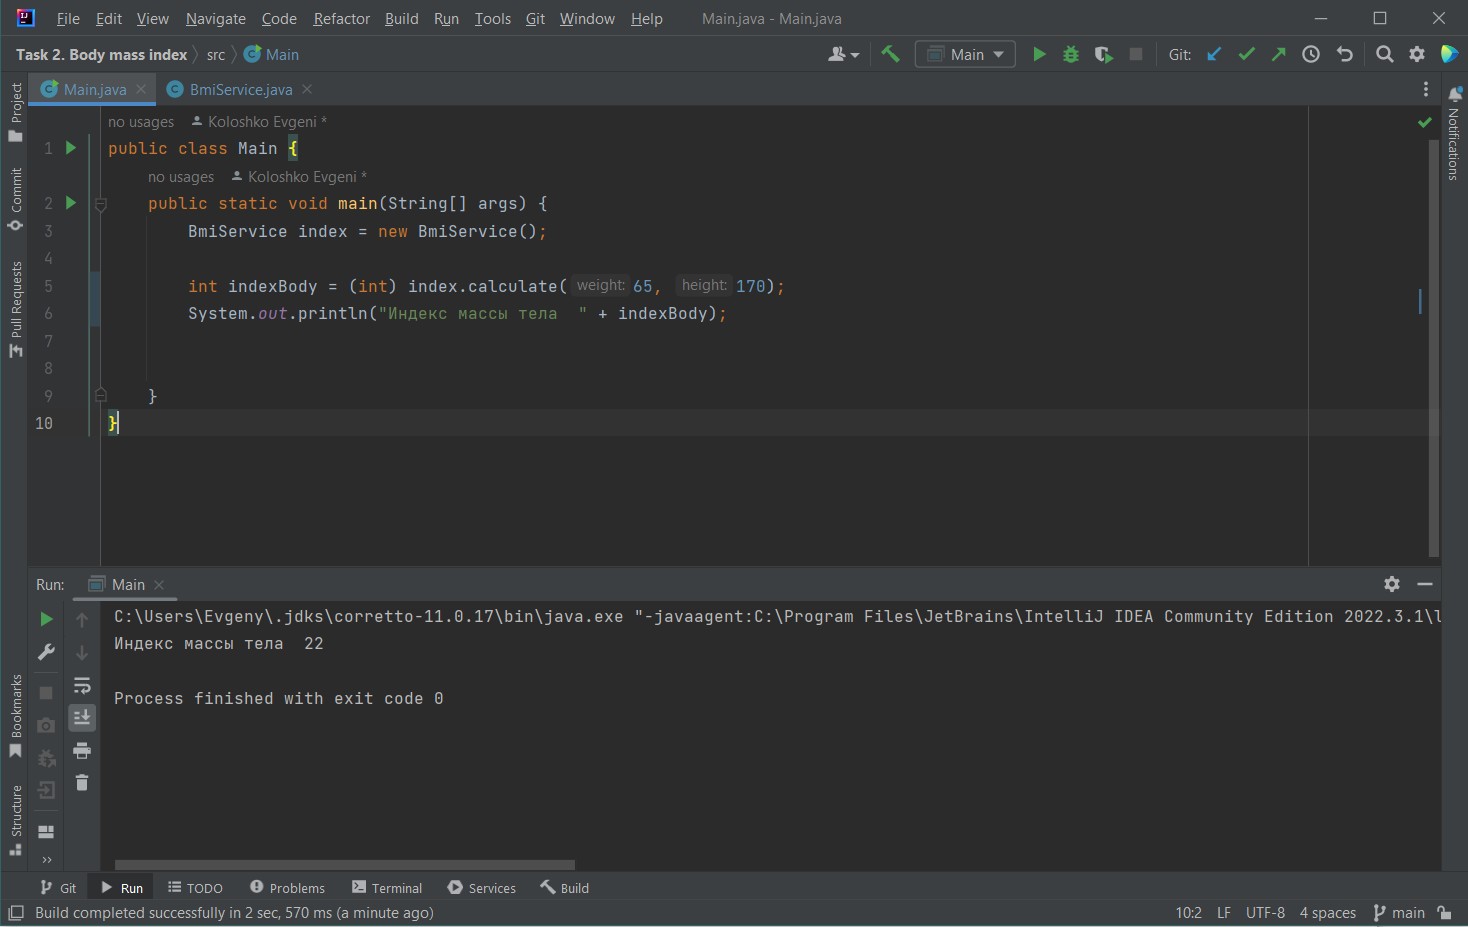 File Edit View Navigate Code Refactor Build Run Tools Git Window Help Main.java - Main.java
Task 2. Body mass index src Main
Main Git:
Main.java BmiService.java
Project
Commit
Pull Requests
Bookmarks
Structure
Notifications
no usages Koloshko Evgeni *
1 public class Main {
no usages Koloshko Evgeni *
2 public static void main(String[] args) {
3 BmiService index = new BmiService();
4
5 int indexBody = (int) index.calculate( weight: 65, height: 170);
6 System.out.println("Индекс массы тела  " + indexBody);
7
8
9 }
10 }
Run: Main
C:\Users\Evgeny\.jdks\corretto-11.0.17\bin\java.exe "-javaagent:C:\Program Files\JetBrains\IntelliJ IDEA Community Edition 2022.3.1\l
Индекс массы тела  22
Process finished with exit code 0
Git Run TODO Problems Terminal Services Build
Build completed successfully in 2 sec, 570 ms (a minute ago) 10:2 LF UTF-8 4 spaces main